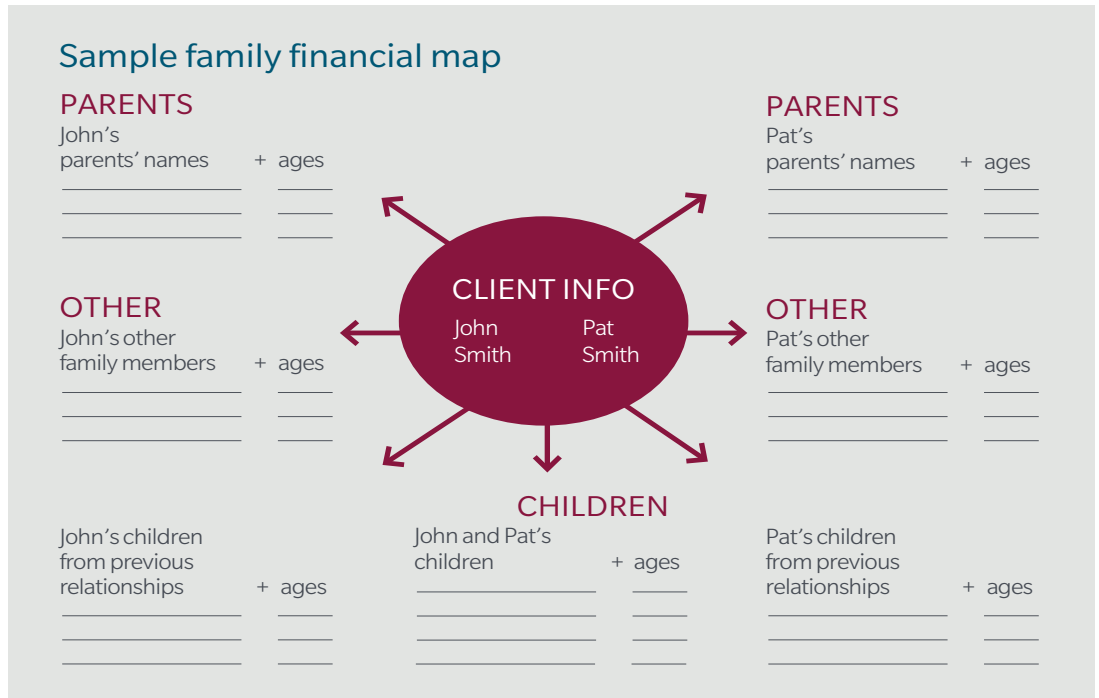 Sample family financial map
PARENTS
John's
parents' names + ages
PARENTS
Pat's
parents' names + ages
CLIENT INFO
John Pat
Smith Smith
OTHER
John's other
family members + ages
OTHER
Pat's other
family members + ages
CHILDREN
John's children
from previous
relationships + ages
John and Pat's
children + ages
Pat's children
from previous
relationships + ages